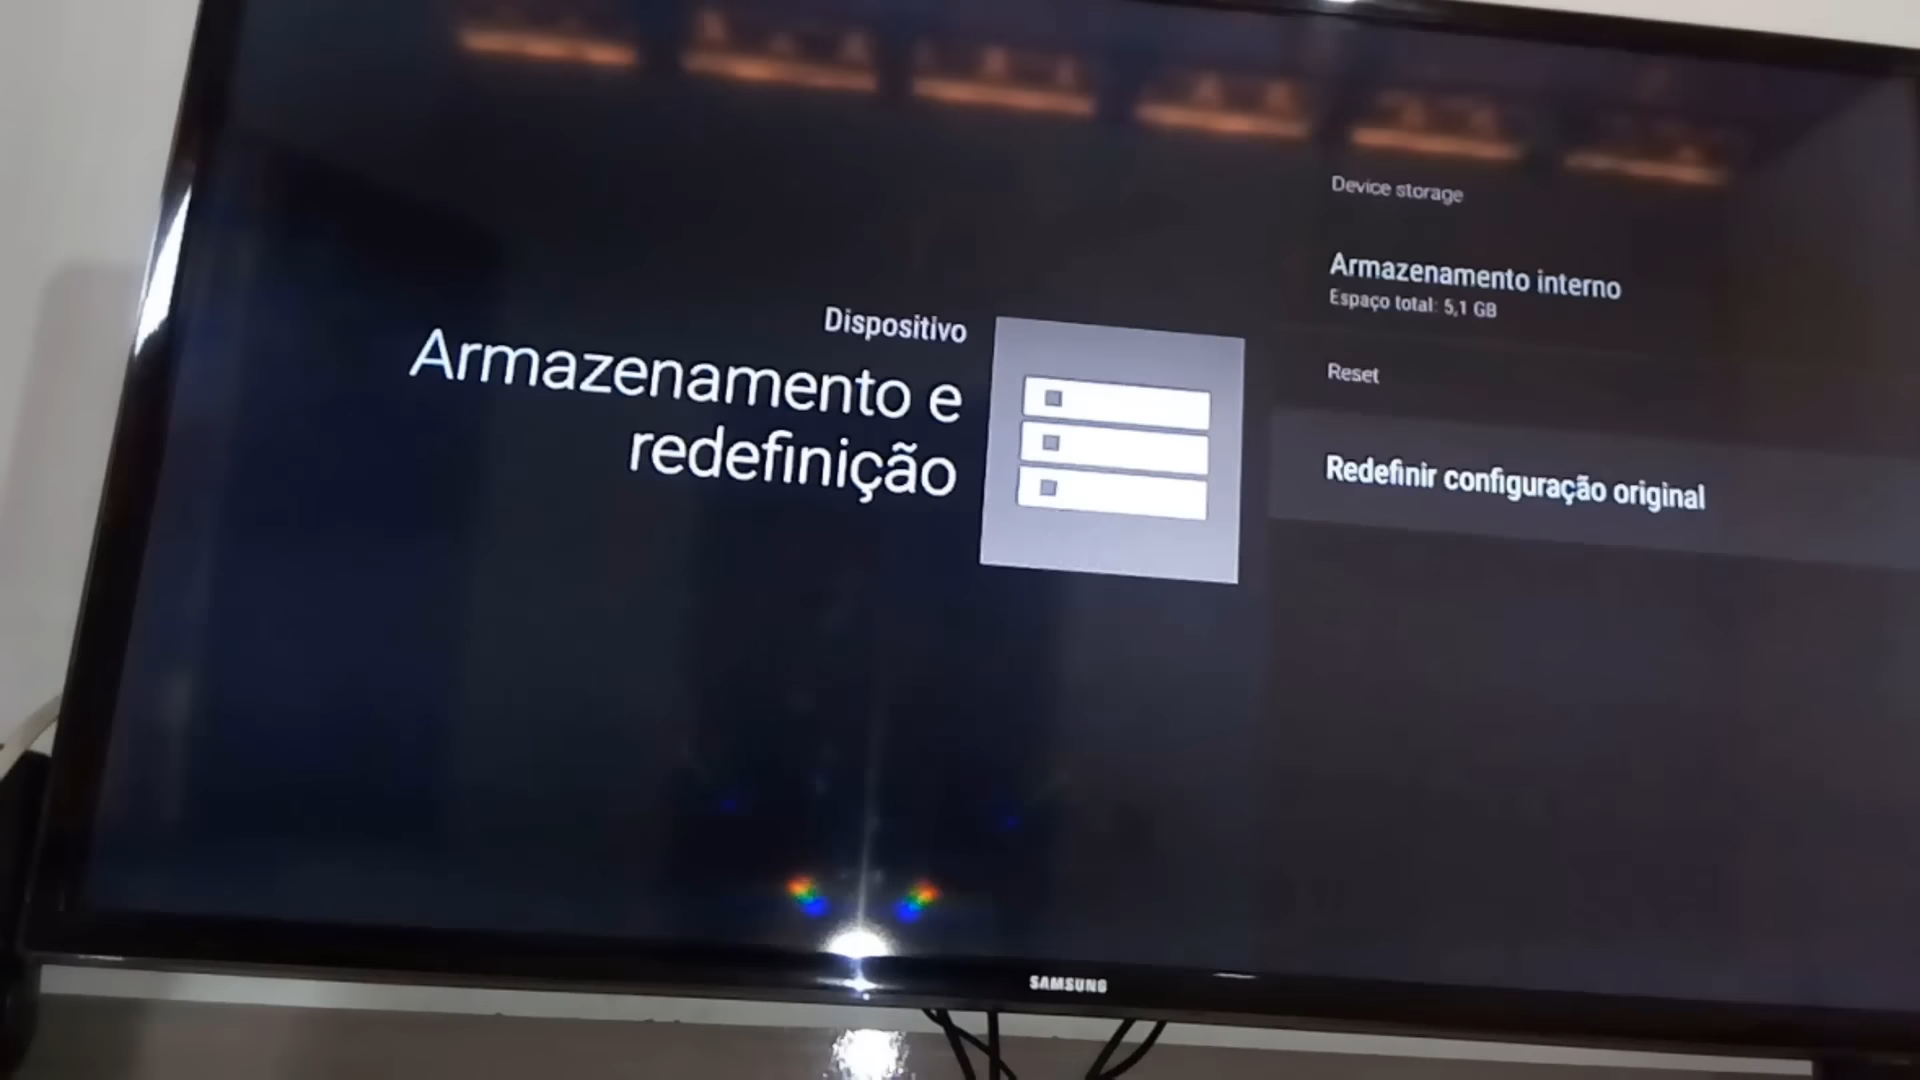 Dispositivo
Armazenamento e
redefinição
Device storage
Armazenamento interno
Espaço total: 5,1 GB
Reset
Redefinir configuração original
SAMSUNG